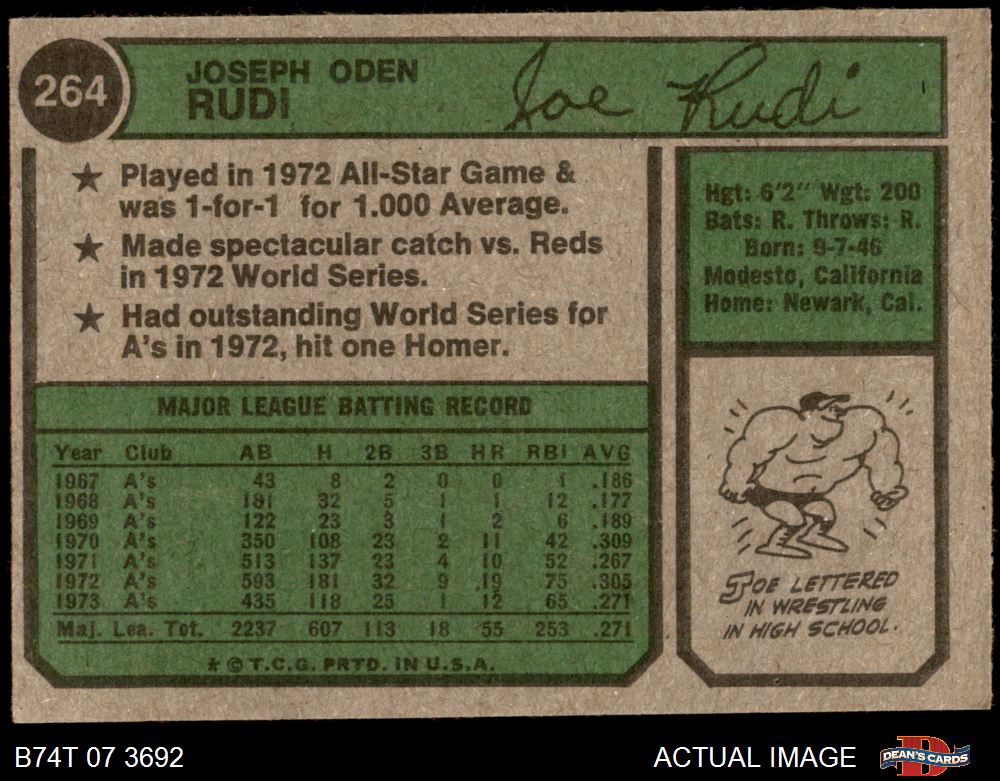 264
JOSEPH ODEN
RUDI
Joe Rudi
★ Played in 1972 All-Star Game &
was 1-for-1 for 1.000 Average.
★ Made spectacular catch vs. Reds
in 1972 World Series.
★ Had outstanding World Series for
A's in 1972, hit one Homer.
Hgt: 6'2" Wgt: 200
Bats: R. Throws: R.
Born: 9-7-46
Modesto, California
Home: Newark, Cal.
MAJOR LEAGUE BATTING RECORD
Year Club AB H 2B 3B HR RBI AVG
1967 A's 43 8 2 0 0 1 .186
1968 A's 181 32 5 1 1 12 .177
1969 A's 122 23 3 1 2 6 .189
1970 A's 350 108 23 2 11 42 .309
1971 A's 513 137 23 4 10 52 .267
1972 A's 593 181 32 9 19 75 .305
1973 A's 435 118 25 1 12 65 .271
Maj. Lea. Tot. 2237 607 113 18 55 253 .271
* © T.C.G. PRTD. IN U.S.A.
JOE LETTERED
IN WRESTLING
IN HIGH SCHOOL.
B74T 07 3692
ACTUAL IMAGE
DEAN'S CARDS